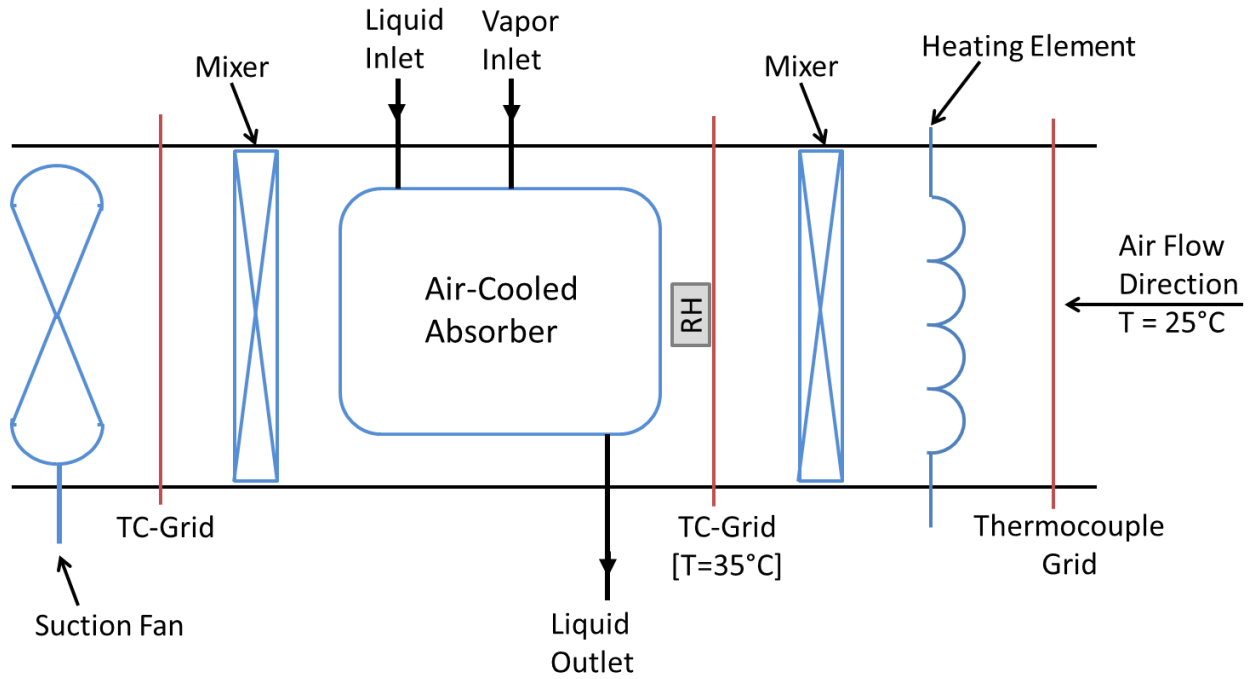 Liquid
Inlet
Vapor
Inlet
Heating Element
Mixer
Mixer
Air-Cooled
Absorber
RH
Air Flow
Direction
T = 25°C
TC-Grid
TC-Grid
[T=35°C]
Thermocouple
Grid
Suction Fan
Liquid
Outlet